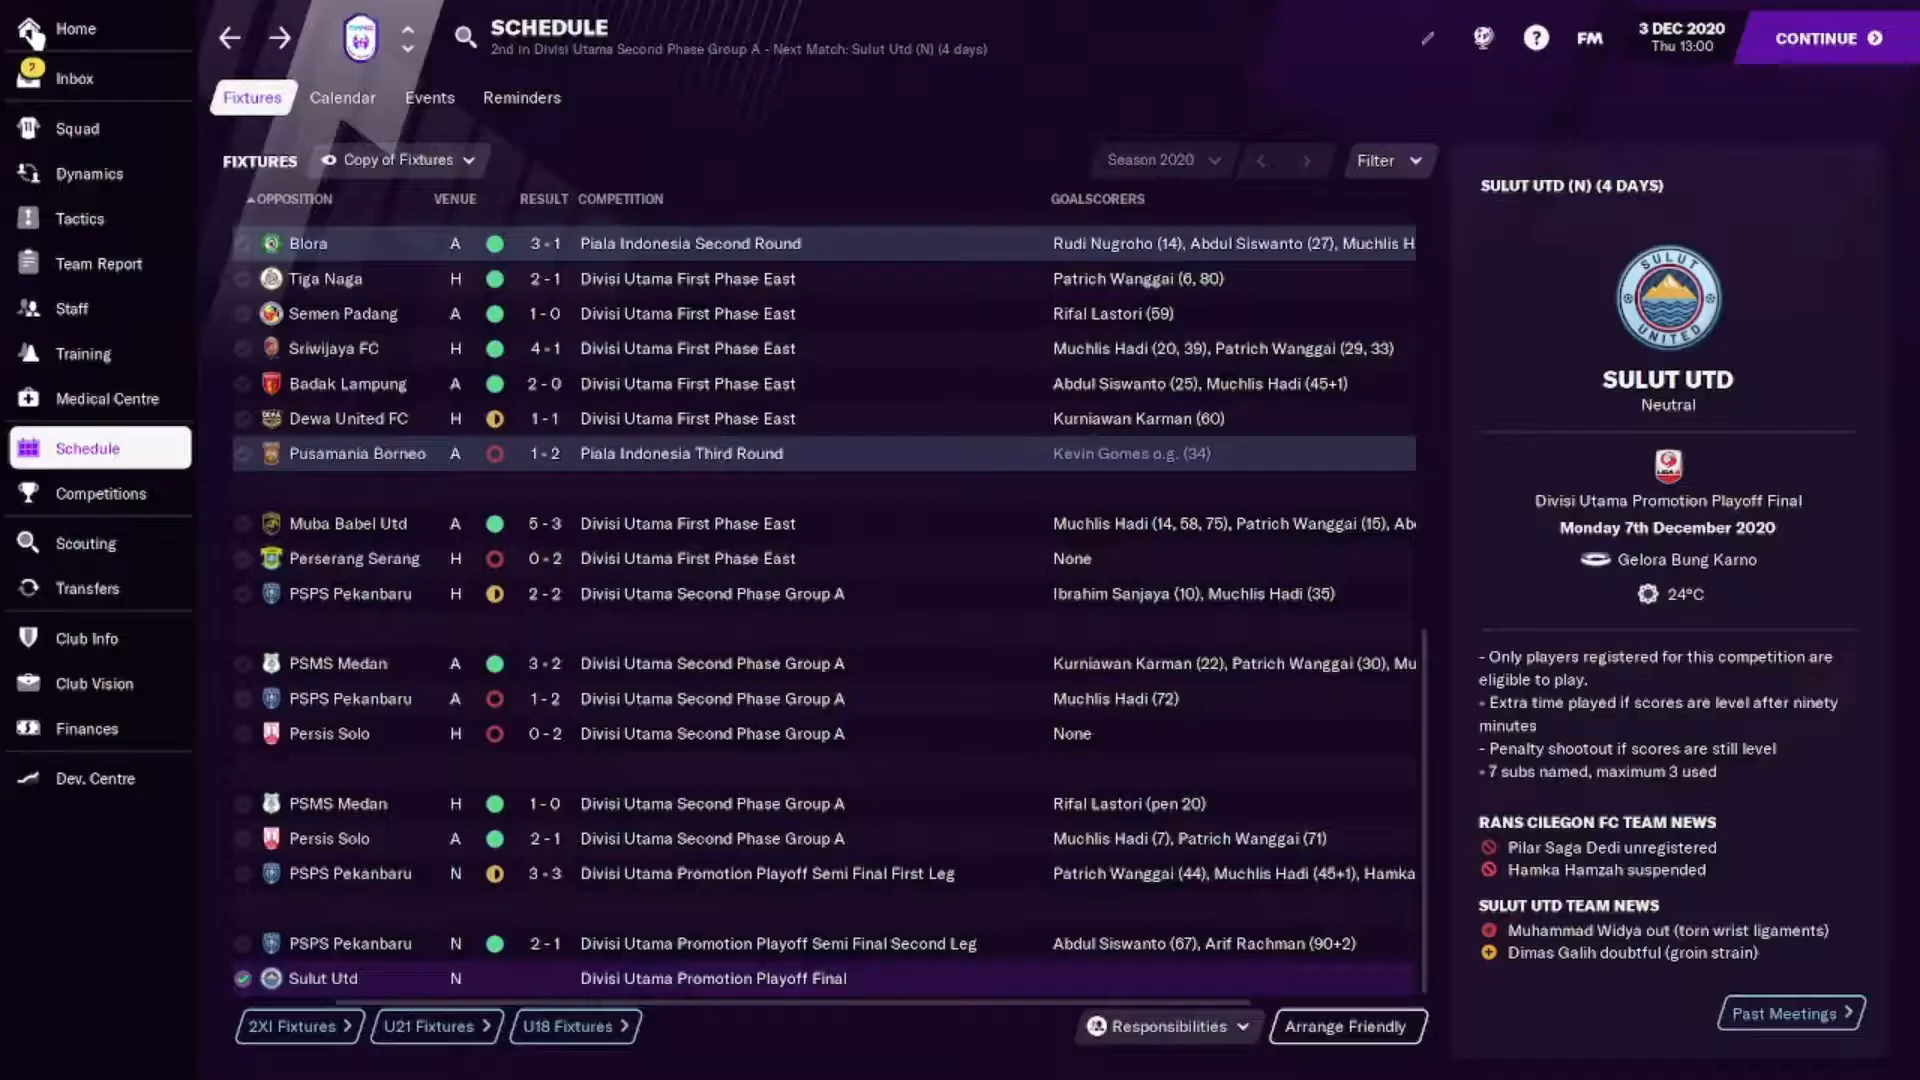 Home
SCHEDULE
2nd in Divisi Utama Second Phase Group A - Next Match: Sulut Utd (N) (4 days)
FM
3 DEC 2020
Thu 13:00
CONTINUE
2
Inbox
Fixtures Calendar Events Reminders
Squad
Dynamics
Tactics
Team Report
Staff
Training
Medical Centre
Schedule
Competitions
Scouting
Transfers
Club Info
Club Vision
Finances
Dev. Centre
FIXTURES Copy of Fixtures Season 2020 Filter
OPPOSITION VENUE RESULT COMPETITION GOALSCORERS
Blora A 3 - 1 Piala Indonesia Second Round Rudi Nugroho (14), Abdul Siswanto (27), Muchlis H
Tiga Naga H 2 - 1 Divisi Utama First Phase East Patrich Wanggai (6, 80)
Semen Padang A 1 - 0 Divisi Utama First Phase East Rifal Lastori (59)
Sriwijaya FC H 4 - 1 Divisi Utama First Phase East Muchlis Hadi (20, 39), Patrich Wanggai (29, 33)
Badak Lampung A 2 - 0 Divisi Utama First Phase East Abdul Siswanto (25), Muchlis Hadi (45+1)
Dewa United FC H 1 - 1 Divisi Utama First Phase East Kurniawan Karman (60)
Pusamania Borneo A 1 - 2 Piala Indonesia Third Round Kevin Gomes o.g. (34)
Muba Babel Utd A 5 - 3 Divisi Utama First Phase East Muchlis Hadi (14, 58, 75), Patrich Wanggai (15), Ab
Perserang Serang H 0 - 2 Divisi Utama First Phase East None
PSPS Pekanbaru H 2 - 2 Divisi Utama Second Phase Group A Ibrahim Sanjaya (10), Muchlis Hadi (35)
PSMS Medan A 3 - 2 Divisi Utama Second Phase Group A Kurniawan Karman (22), Patrich Wanggai (30), Mu
PSPS Pekanbaru A 1 - 2 Divisi Utama Second Phase Group A Muchlis Hadi (72)
Persis Solo H 0 - 2 Divisi Utama Second Phase Group A None
PSMS Medan H 1 - 0 Divisi Utama Second Phase Group A Rifal Lastori (pen 20)
Persis Solo A 2 - 1 Divisi Utama Second Phase Group A Muchlis Hadi (7), Patrich Wanggai (71)
PSPS Pekanbaru N 3 - 3 Divisi Utama Promotion Playoff Semi Final First Leg Patrich Wanggai (44), Muchlis Hadi (45+1), Hamka
PSPS Pekanbaru N 2 - 1 Divisi Utama Promotion Playoff Semi Final Second Leg Abdul Siswanto (67), Arif Rachman (90+2)
Sulut Utd N Divisi Utama Promotion Playoff Final
2XI Fixtures U21 Fixtures U18 Fixtures Responsibilities Arrange Friendly
SULUT UTD (N) (4 DAYS)
SULUT
UNITED
SULUT UTD
Neutral
Divisi Utama Promotion Playoff Final
Monday 7th December 2020
Gelora Bung Karno
24°C
- Only players registered for this competition are
eligible to play.
- Extra time played if scores are level after ninety
minutes
- Penalty shootout if scores are still level
- 7 subs named, maximum 3 used
RANS CILEGON FC TEAM NEWS
Pilar Saga Dedi unregistered
Hamka Hamzah suspended
SULUT UTD TEAM NEWS
Muhammad Widya out (torn wrist ligaments)
Dimas Galih doubtful (groin strain)
Past Meetings